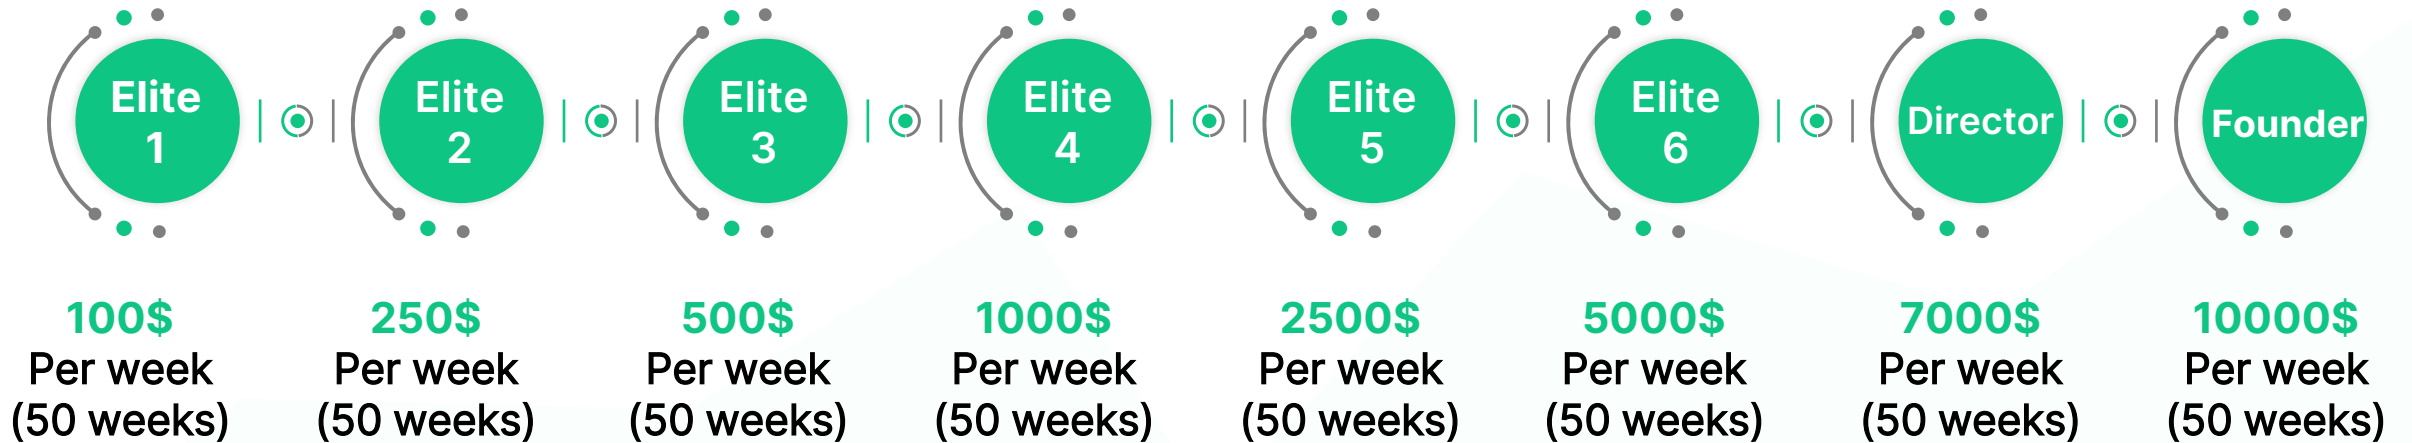 Elite
1
Elite
2
Elite
3
Elite
4
Elite
5
Elite
6
Director
Founder
100$
Per week
(50 weeks)
250$
Per week
(50 weeks)
500$
Per week
(50 weeks)
1000$
Per week
(50 weeks)
2500$
Per week
(50 weeks)
5000$
Per week
(50 weeks)
7000$
Per week
(50 weeks)
10000$
Per week
(50 weeks)